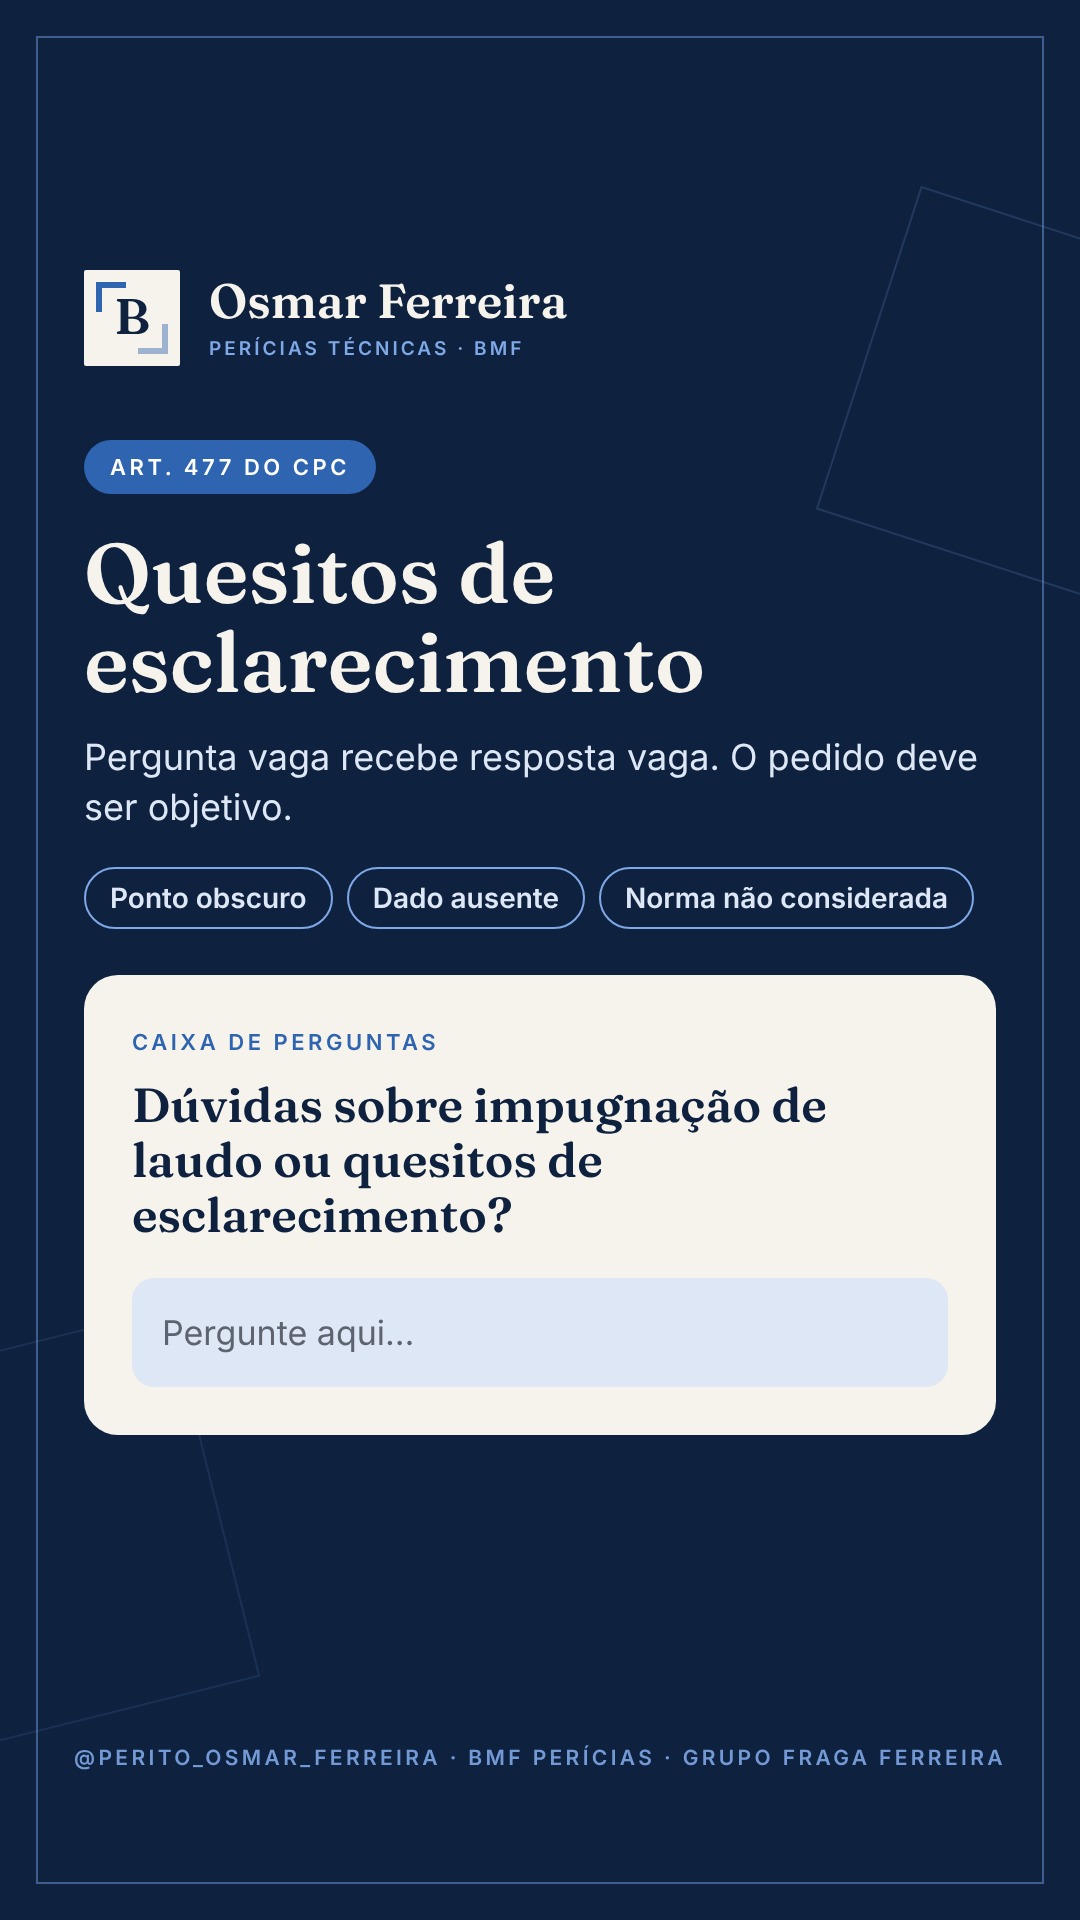 B
Osmar Ferreira
PERÍCIAS TÉCNICAS · BMF
ART. 477 DO CPC
Quesitos de
esclarecimento
Pergunta vaga recebe resposta vaga. O pedido deve
ser objetivo.
Ponto obscuro
Dado ausente
Norma não considerada
CAIXA DE PERGUNTAS
Dúvidas sobre impugnação de
laudo ou quesitos de
esclarecimento?
Pergunte aqui...
@PERITO_OSMAR_FERREIRA · BMF PERÍCIAS · GRUPO FRAGA FERREIRA